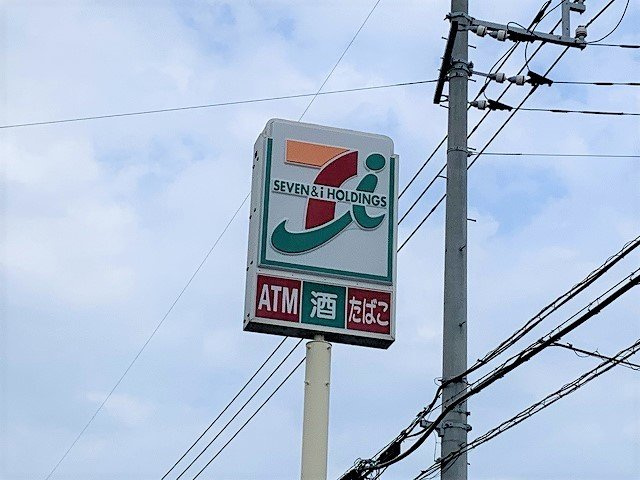 SEVEN & i HOLDINGS
ATM 酒 たばこ